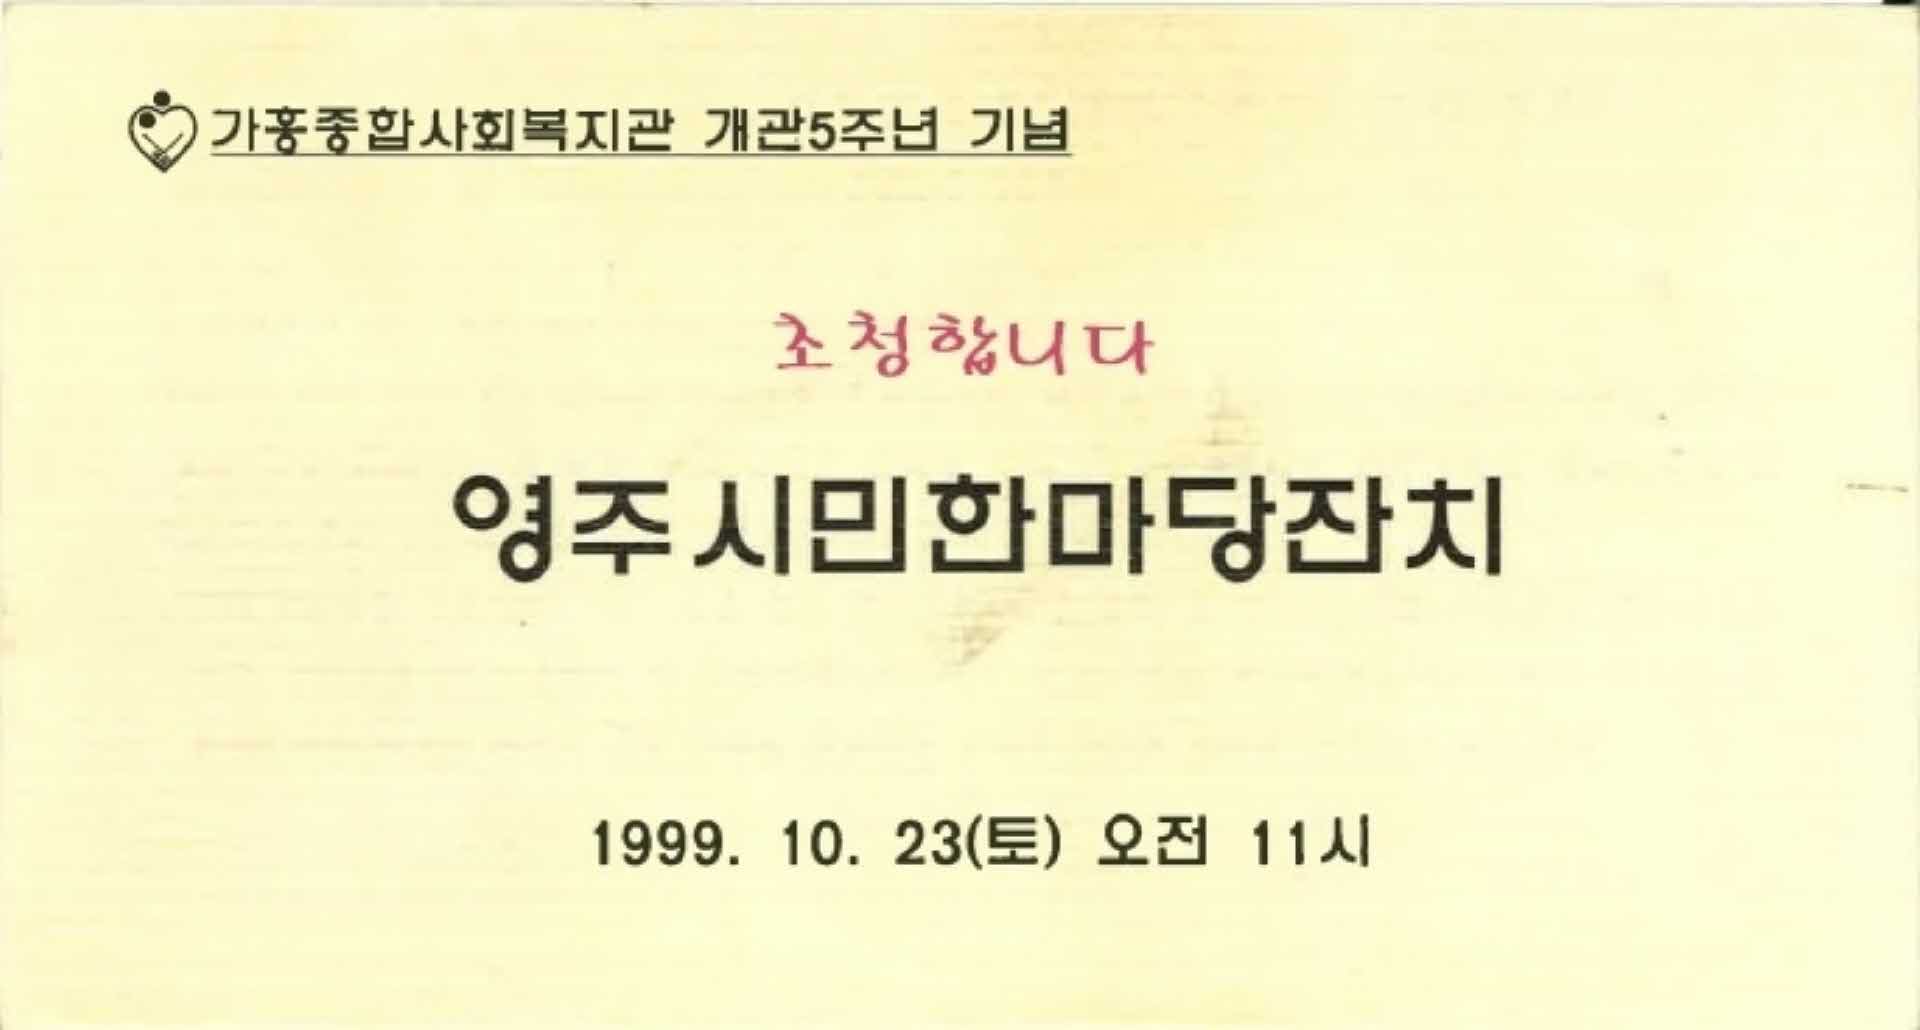 가흥종합사회복지관 개관5주년 기념
초청합니다
영주시민한마당잔치
1999. 10. 23(토) 오전 11시